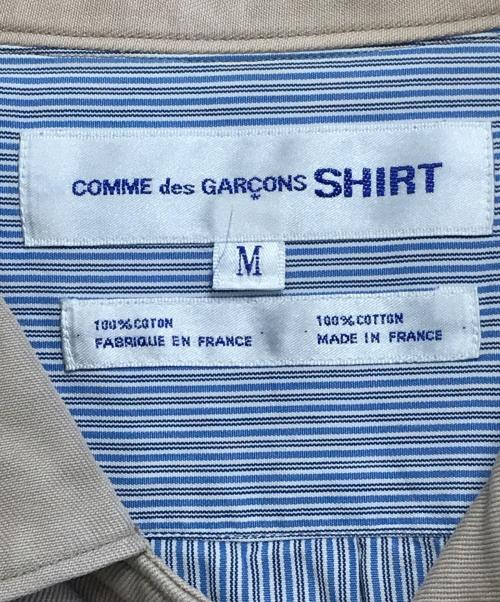 COMME des GARÇONS SHIRT
M
100%COTON 100%COTTON
FABRIQUE EN FRANCE MADE IN FRANCE